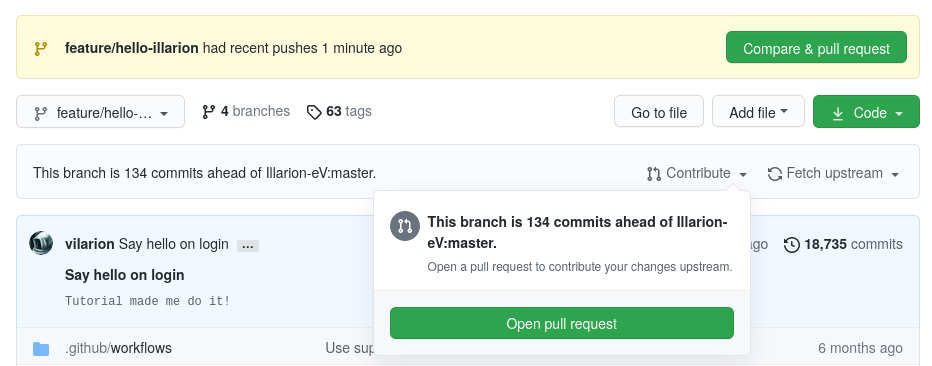 feature/hello-illarion had recent pushes 1 minute ago
Compare & pull request
feature/hello-...
4 branches
63 tags
Go to file
Add file
Code
This branch is 134 commits ahead of Illarion-eV:master.
Contribute
Fetch upstream
vilarion Say hello on login ...
ago
18,735 commits
This branch is 134 commits ahead of Illarion-
eV:master.
Open a pull request to contribute your changes upstream.
Open pull request
Say hello on login
Tutorial made me do it!
.github/workflows
Use sup
6 months ago